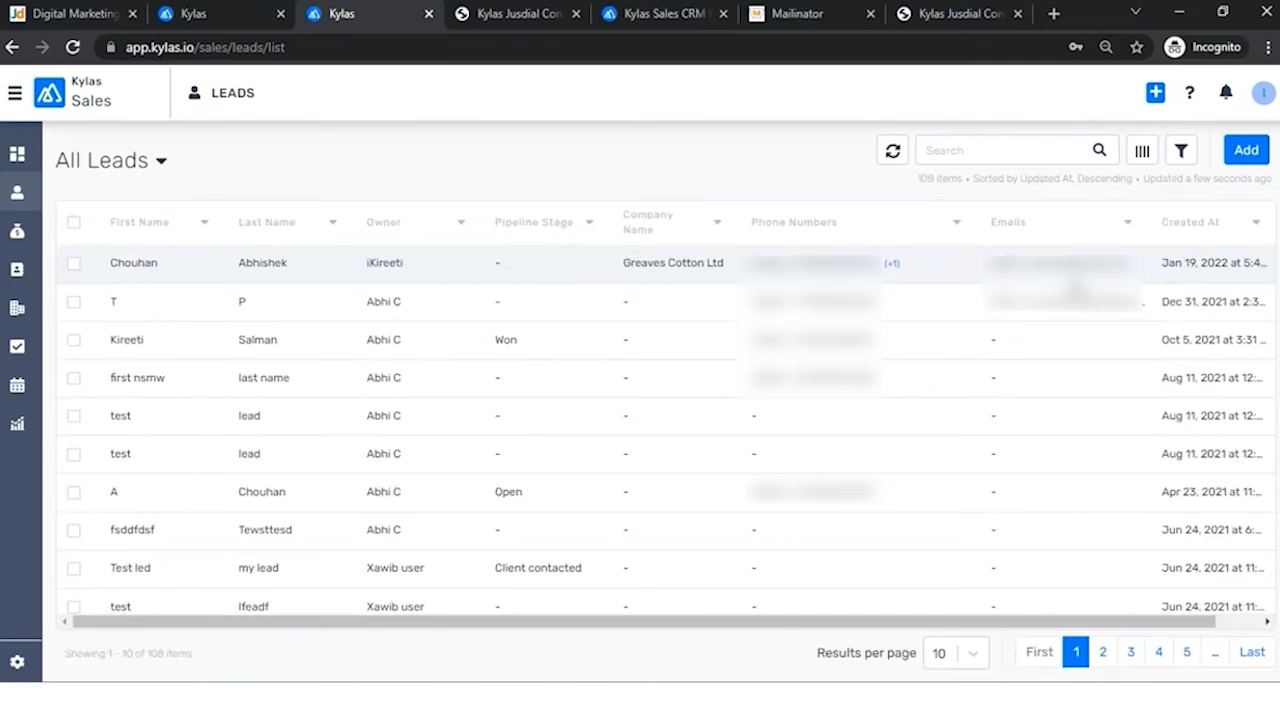 Digital Marketing
Kylas
Kylas
Kylas Jusdial Con
Kylas Sales CRM
Mailinator
Kylas Jusdial Con
app.kylas.io/sales/leads/list
Incognito
Kylas
Sales
LEADS
I
All Leads
Search
Add
108 items • Sorted by Updated At, Descending • Updated a few seconds ago
First Name Last Name Owner Pipeline Stage Company Name Phone Numbers Emails Created At
Chouhan Abhishek iKireeti - Greaves Cotton Ltd (+1) Jan 19, 2022 at 5:4...
T P Abhi C - - Dec 31, 2021 at 2:3...
Kireeti Salman Abhi C Won - - Oct 5, 2021 at 3:31 ...
first nsmw last name Abhi C - - - Aug 11, 2021 at 12:...
test lead Abhi C - - - - Aug 11, 2021 at 12:...
test lead Abhi C - - - - Aug 11, 2021 at 12:...
A Chouhan Abhi C Open - - Apr 23, 2021 at 11:...
fsddfdsf Tewsttesd Abhi C - - - - Jun 24, 2021 at 6:...
Test led my lead Xawib user Client contacted - - - Jun 24, 2021 at 11:...
test lfeadf Xawib user - - - - Jun 24, 2021 at 11:...
Showing 1 - 10 of 108 items
Results per page 10
First 1 2 3 4 5 ... Last